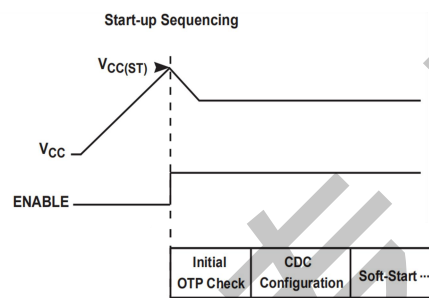 Start-up Sequencing
VCC(ST)
VCC
ENABLE
Initial
OTP Check
CDC
Configuration
Soft-Start ...